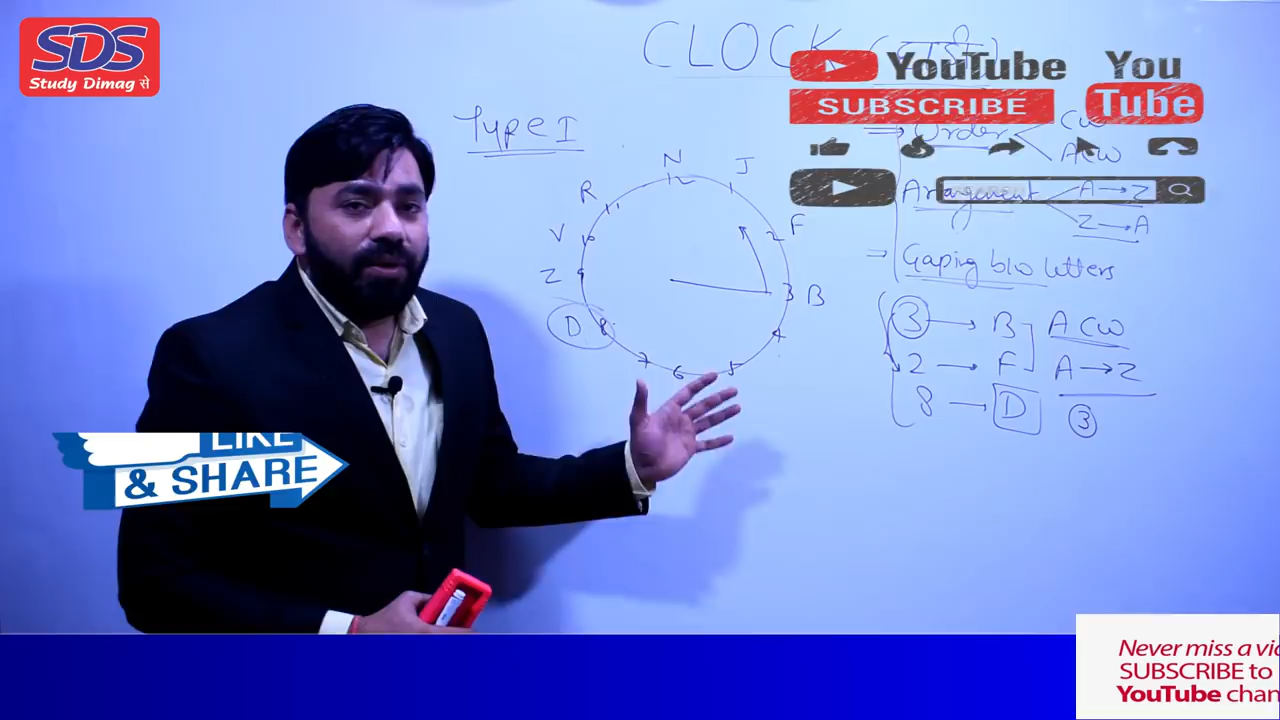 SDS
Study Dimag से
CLOCK
YouTube
SUBSCRIBE
You
Tube
Type I
Order
CW
ACW
Arrangement A → Z
Z → A
Gaping b/w letters
N
J
R
F
V
Z
3 B
D 8
4
7
6
5
3 → B ACW
2 → F A → Z
8 → D 3
LIKE
& SHARE
Never miss a vi
SUBSCRIBE to
YouTube chan